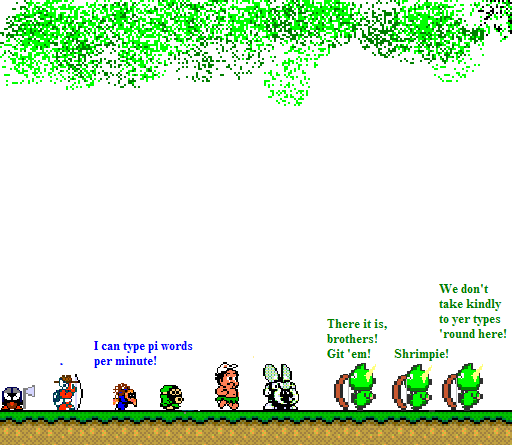 I can type pi words
per minute!
There it is,
brothers!
Git 'em!
Shrimpie!
We don't
take kindly
to yer types
'round here!